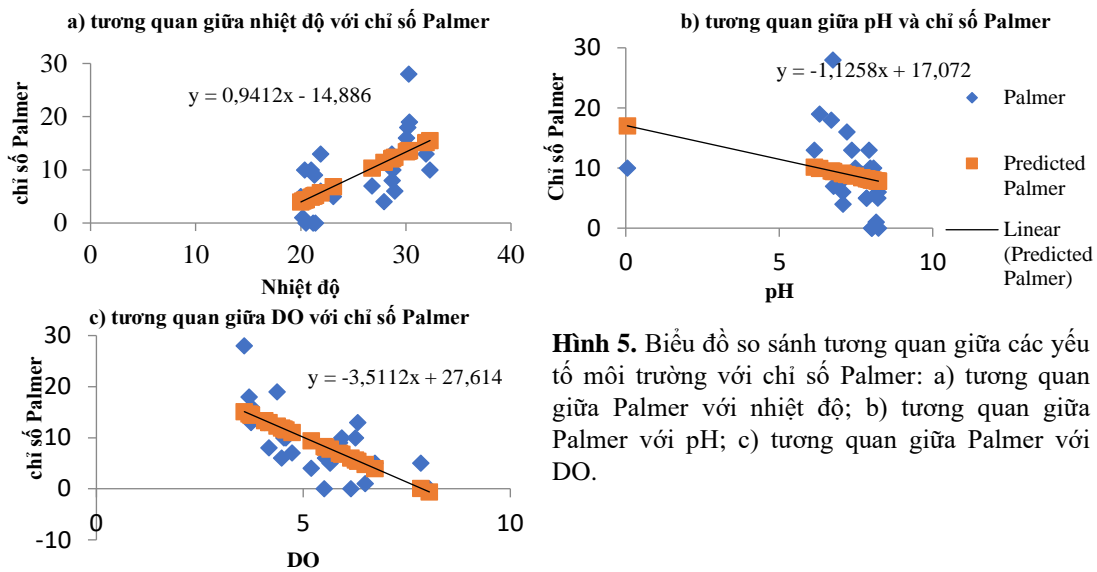 a) tương quan giữa nhiệt độ với chỉ số Palmer
30
20
10
0
0
10
20
30
40
y = 0,9412x - 14,886
chỉ số Palmer
Nhiệt độ
b) tương quan giữa pH và chỉ số Palmer
30
20
10
0
0
5
10
y = -1,1258x + 17,072
Chỉ số Palmer
pH
Palmer
Predicted
Palmer
Linear
(Predicted
Palmer)
c) tương quan giữa DO với chỉ số Palmer
30
20
10
0
-10
0
5
10
y = -3,5112x + 27,614
chỉ số Palmer
DO
Hình 5. Biểu đồ so sánh tương quan giữa các yếu
tố môi trường với chỉ số Palmer: a) tương quan
giữa Palmer với nhiệt độ; b) tương quan giữa
Palmer với pH; c) tương quan giữa Palmer với
DO.